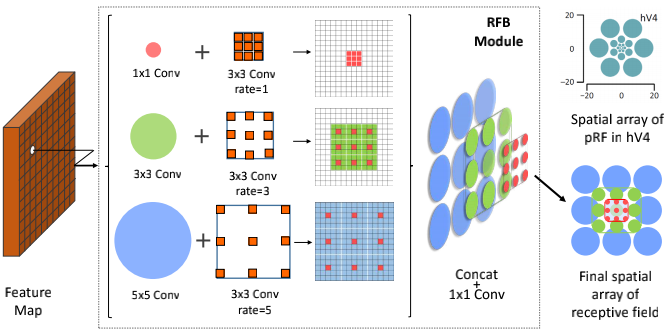 RFB
Module
1x1 Conv
3x3 Conv
rate=1
3x3 Conv
3x3 Conv
rate=3
5x5 Conv
3x3 Conv
rate=5
Feature
Map
Concat
+
1x1 Conv
hV4
20
0
−20
−20
0
20
Spatial array of
pRF in hV4
Final spatial
array of
receptive field
+
+
+